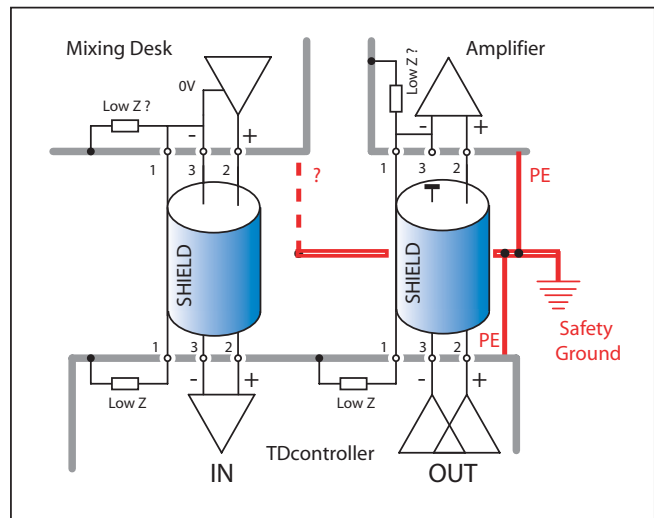 Mixing Desk
Amplifier
0V
Low Z ?
Low Z ?
- +
- +
1 3 2
1 3 2
?
PE
SHIELD
SHIELD
Safety
Ground
PE
1 3 2
1 3 2
- +
- +
Low Z
Low Z
TDcontroller
IN
OUT